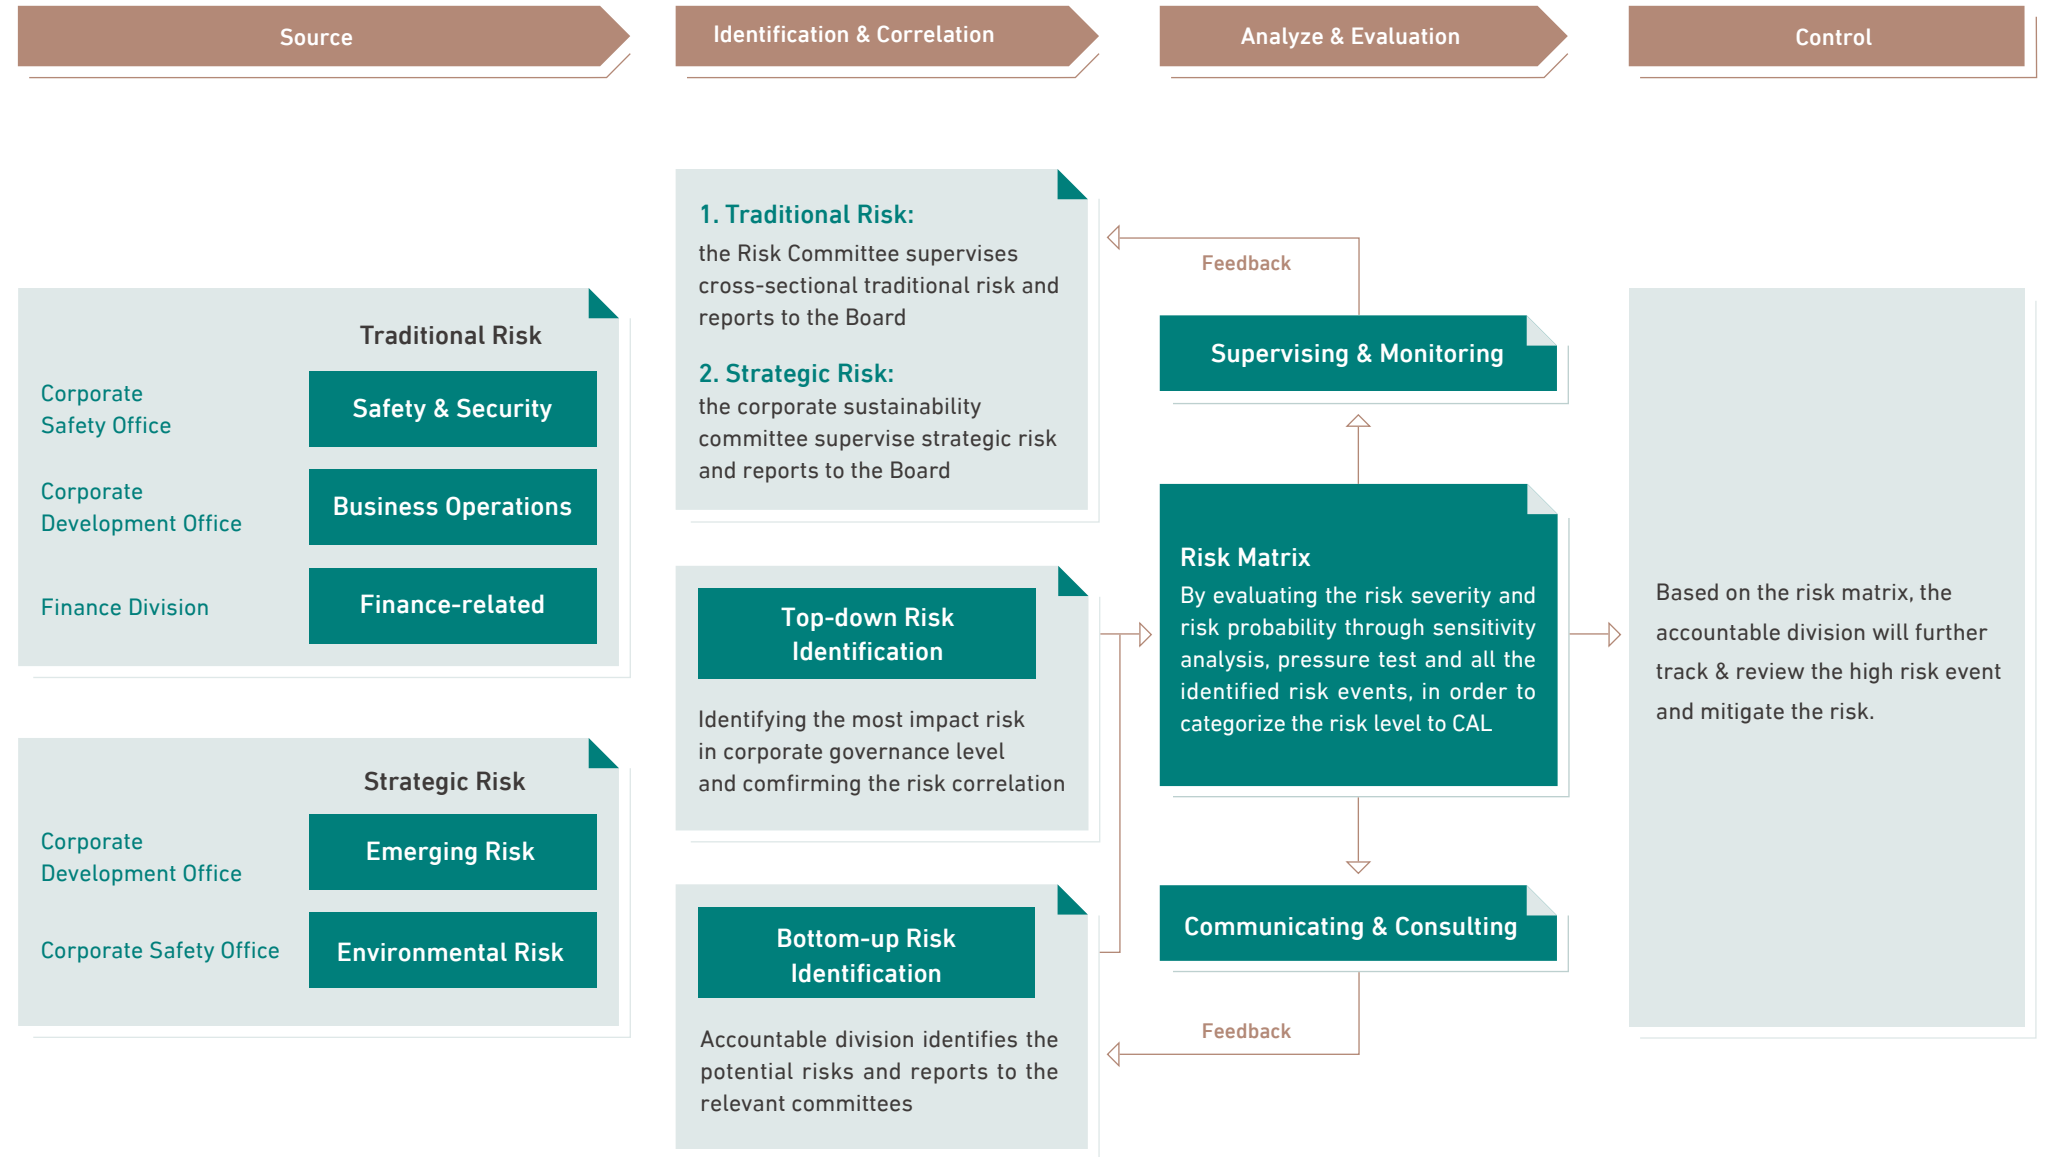 Source
Identification & Correlation
Analyze & Evaluation
Control
Traditional Risk
Corporate
Safety Office
Safety & Security
Corporate
Development Office
Business Operations
Finance Division
Finance-related
Strategic Risk
Corporate
Development Office
Emerging Risk
Corporate Safety Office
Environmental Risk
1. Traditional Risk:
the Risk Committee supervises
cross-sectional traditional risk and
reports to the Board
2. Strategic Risk:
the corporate sustainability
committee supervise strategic risk
and reports to the Board
Top-down Risk
Identification
Identifying the most impact risk
in corporate governance level
and comfirming the risk correlation
Bottom-up Risk
Identification
Accountable division identifies the
potential risks and reports to the
relevant committees
Feedback
Supervising & Monitoring
Risk Matrix
By evaluating the risk severity and
risk probability through sensitivity
analysis, pressure test and all the
identified risk events, in order to
categorize the risk level to CAL
Communicating & Consulting
Feedback
Based on the risk matrix, the
accountable division will further
track & review the high risk event
and mitigate the risk.